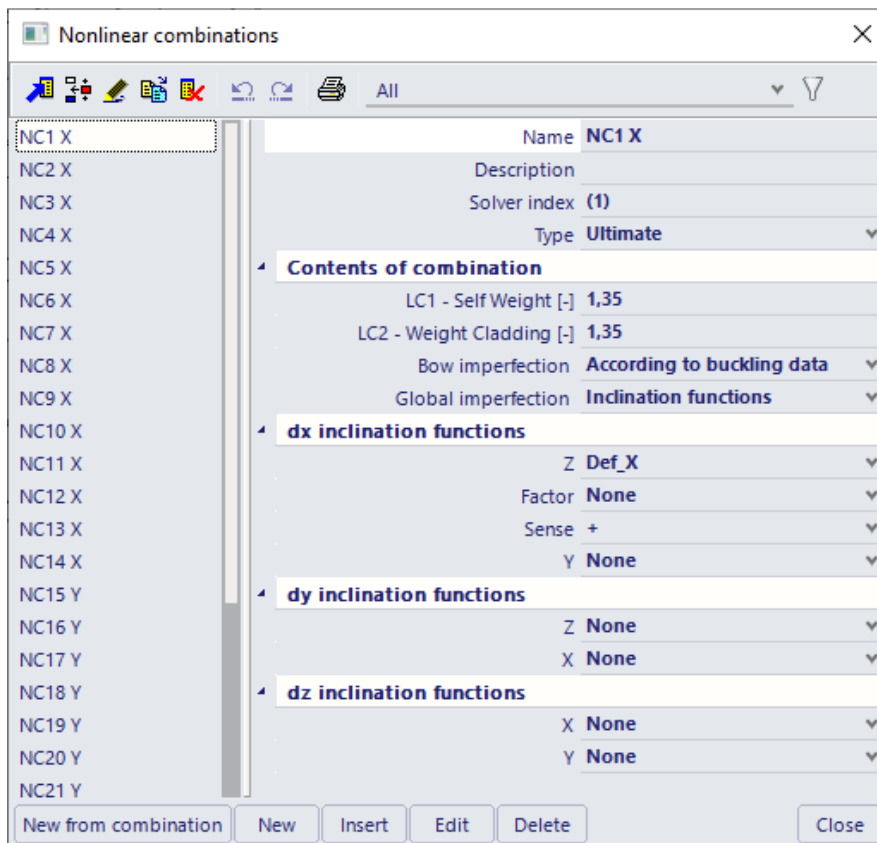 Nonlinear combinations
All
NC1 X
NC2 X
NC3 X
NC4 X
NC5 X
NC6 X
NC7 X
NC8 X
NC9 X
NC10 X
NC11 X
NC12 X
NC13 X
NC14 X
NC15 Y
NC16 Y
NC17 Y
NC18 Y
NC19 Y
NC20 Y
NC21 Y
Name NC1 X
Description
Solver index (1)
Type Ultimate
Contents of combination
LC1 - Self Weight [-] 1,35
LC2 - Weight Cladding [-] 1,35
Bow imperfection According to buckling data
Global imperfection Inclination functions
dx inclination functions
Z Def_X
Factor None
Sense +
Y None
dy inclination functions
Z None
X None
dz inclination functions
X None
Y None
New from combination New Insert Edit Delete Close